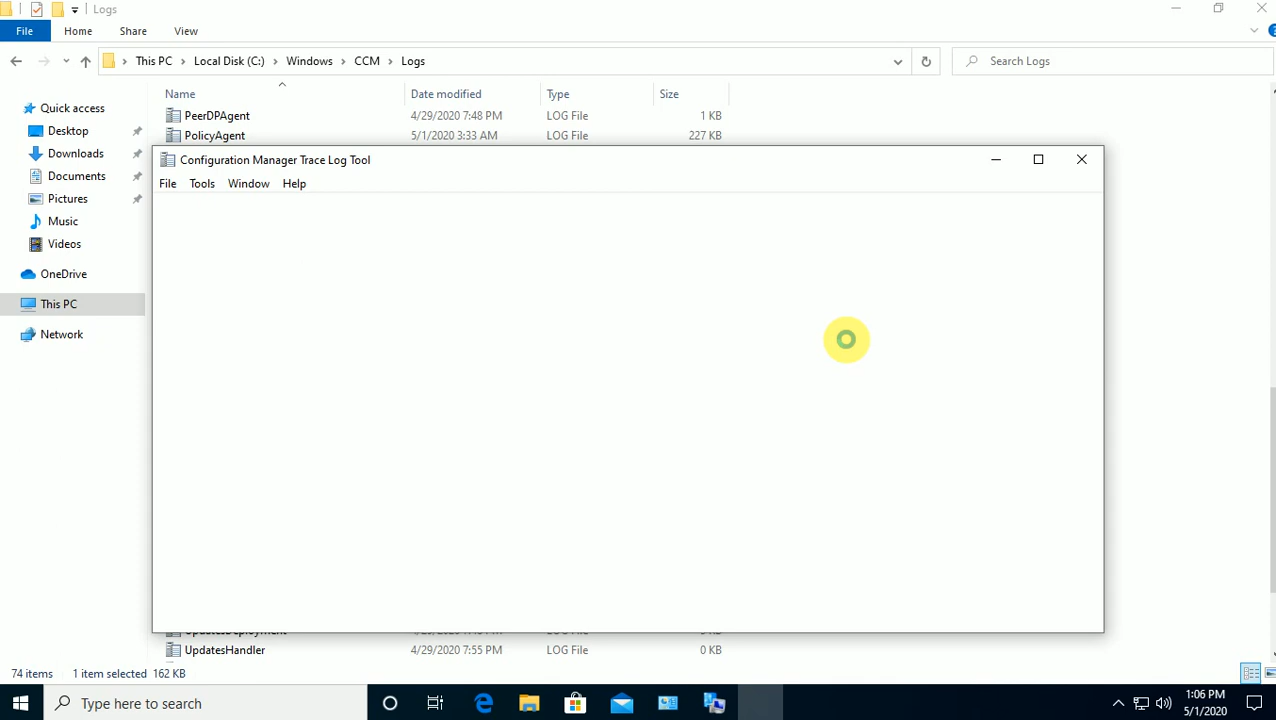 Logs
File Home Share View
This PC Local Disk (C:) Windows CCM Logs Search Logs
Name Date modified Type Size
Quick access
Desktop
Downloads
Documents
Pictures
Music
Videos
OneDrive
This PC
Network
PeerDPAgent 4/29/2020 7:48 PM LOG File 1 KB
PolicyAgent 5/1/2020 3:33 AM LOG File 227 KB
Configuration Manager Trace Log Tool
File Tools Window Help
UpdatesHandler 4/29/2020 7:55 PM LOG File 0 KB
74 items 1 item selected 162 KB
Type here to search
1:06 PM
5/1/2020